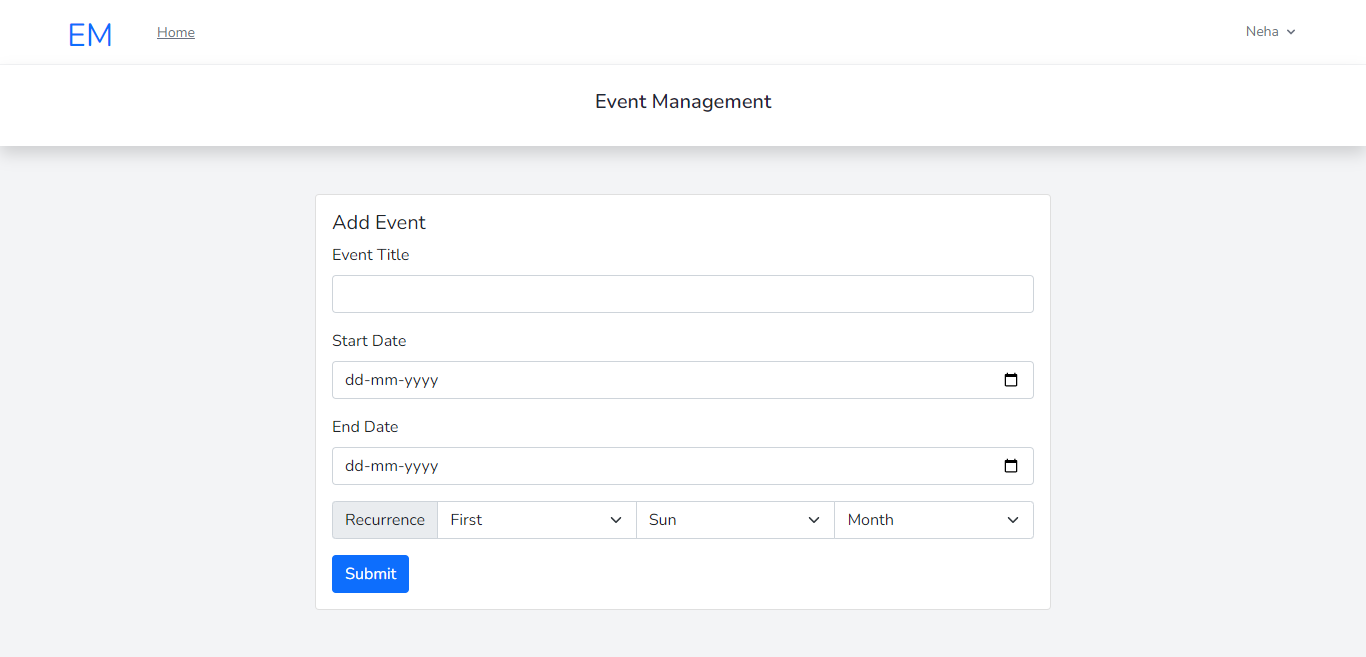 EM Home Neha
Event Management
Add Event
Event Title
Start Date
dd-mm-yyyy
End Date
dd-mm-yyyy
Recurrence First Sun Month
Submit